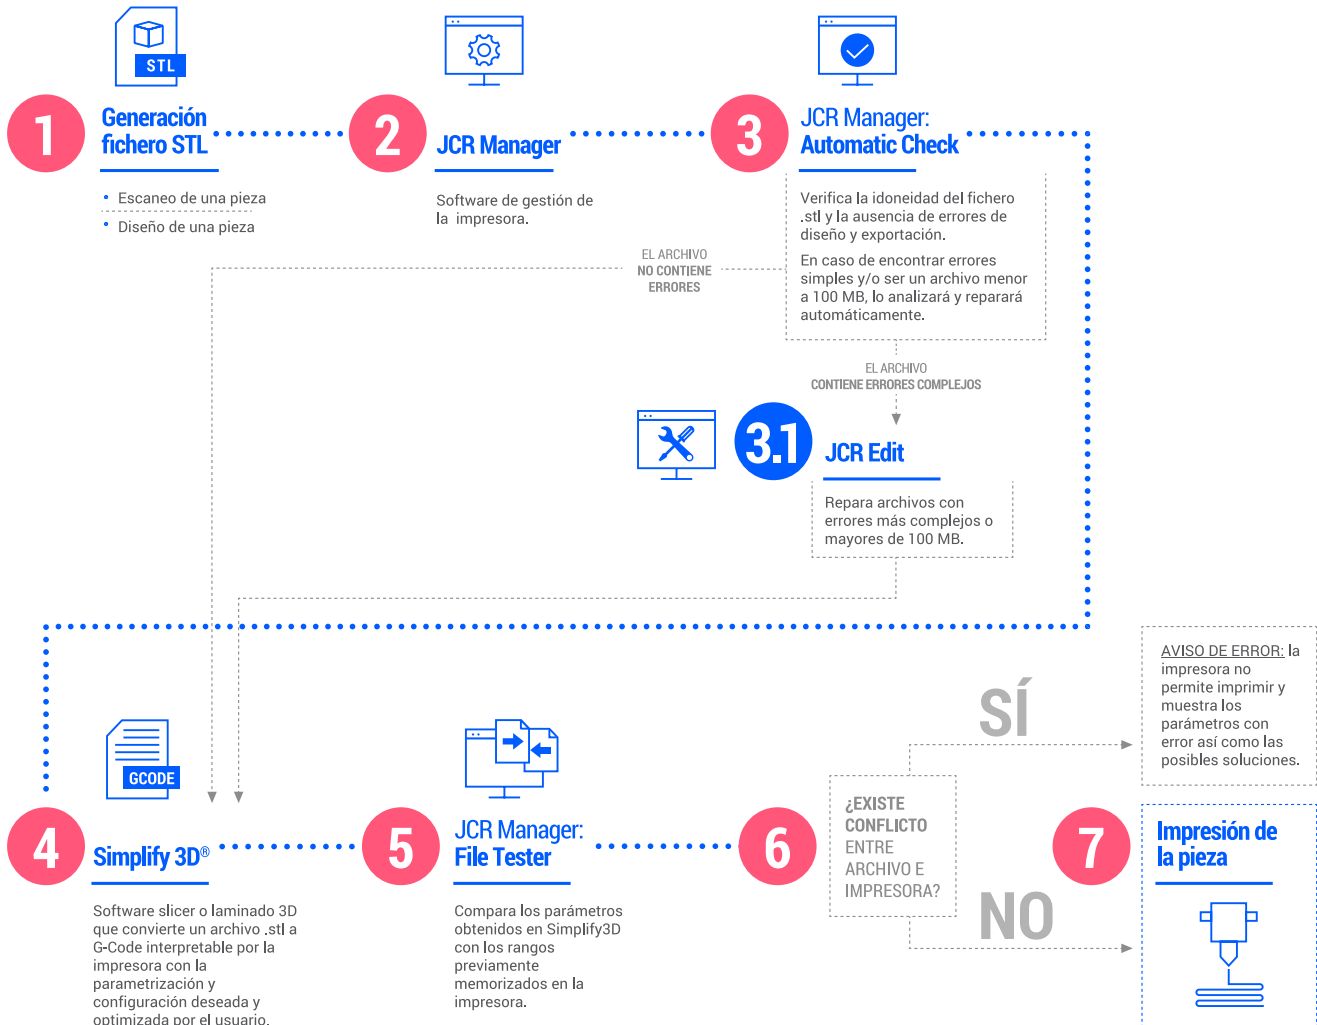 STL
1
Generación
fichero STL
• Escaneo de una pieza
• Diseño de una pieza
2
JCR Manager
Software de gestión de
la impresora.
3
JCR Manager:
Automatic Check
Verifica la idoneidad del fichero
.stl y la ausencia de errores de
diseño y exportación.
En caso de encontrar errores
simples y/o ser un archivo menor
a 100 MB, lo analizará y reparará
automáticamente.
EL ARCHIVO
NO CONTIENE
ERRORES
EL ARCHIVO
CONTIENE ERRORES COMPLEJOS
3.1
JCR Edit
Repara archivos con
errores más complejos o
mayores de 100 MB.
GCODE
4
Simplify 3D®
Software slicer o laminado 3D
que convierte un archivo .stl a
G-Code interpretable por la
impresora con la
parametrización y
configuración deseada y
optimizada por el usuario.
5
JCR Manager:
File Tester
Compara los parámetros
obtenidos en Simplify3D
con los rangos
previamente
memorizados en la
impresora.
6
¿EXISTE
CONFLICTO
ENTRE
ARCHIVO E
IMPRESORA?
SÍ
AVISO DE ERROR: la
impresora no
permite imprimir y
muestra los
parámetros con
error así como las
posibles soluciones.
NO
7
Impresión de
la pieza